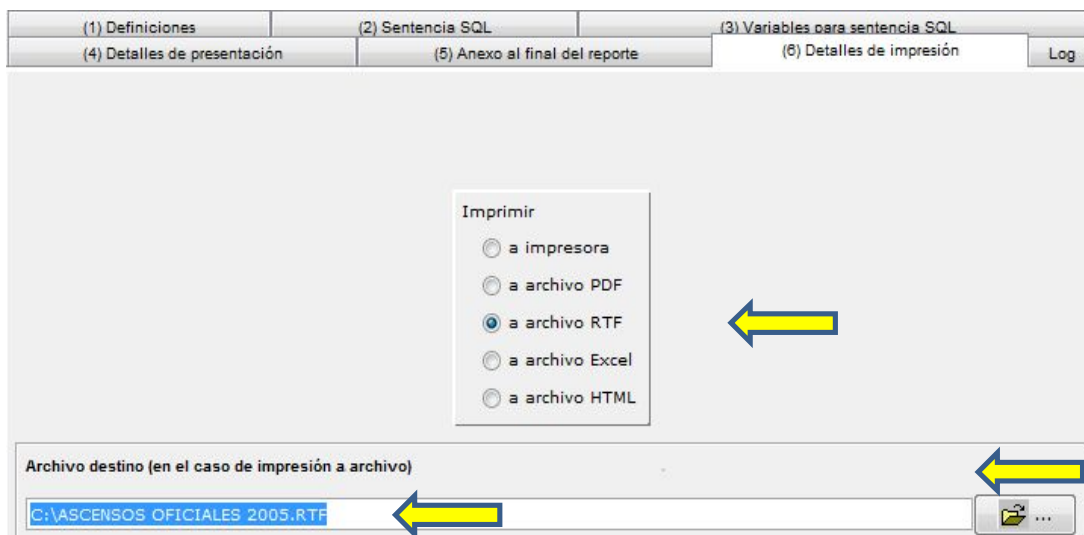 (1) Definiciones (2) Sentencia SQL (3) Variables para sentencia SQL
(4) Detalles de presentación (5) Anexo al final del reporte (6) Detalles de impresión Log
Imprimir
a impresora
a archivo PDF
a archivo RTF
a archivo Excel
a archivo HTML
Archivo destino (en el caso de impresión a archivo)
C:\ASCENSOS OFICIALES 2005.RTF ...